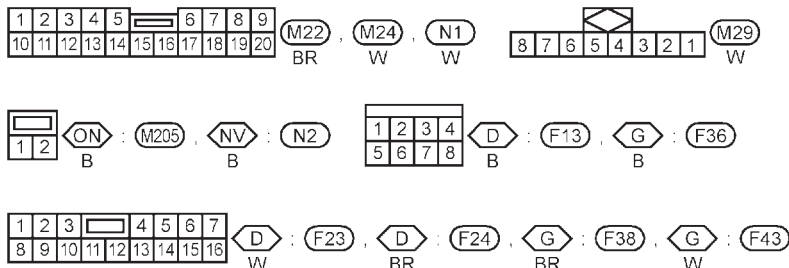 1 2 3 4 5 6 7 8 9
10 11 12 13 14 15 16 17 18 19 20
M22 , M24 , N1
BR W W
8 7 6 5 4 3 2 1
M29
W
1 2
ON : M205 , NV : N2
B B
1 2 3 4
5 6 7 8
D : F13 , G : F36
B B
1 2 3 4 5 6 7
8 9 10 11 12 13 14 15 16
D : F23 , D : F24 , G : F38 , G : F43
W BR BR W